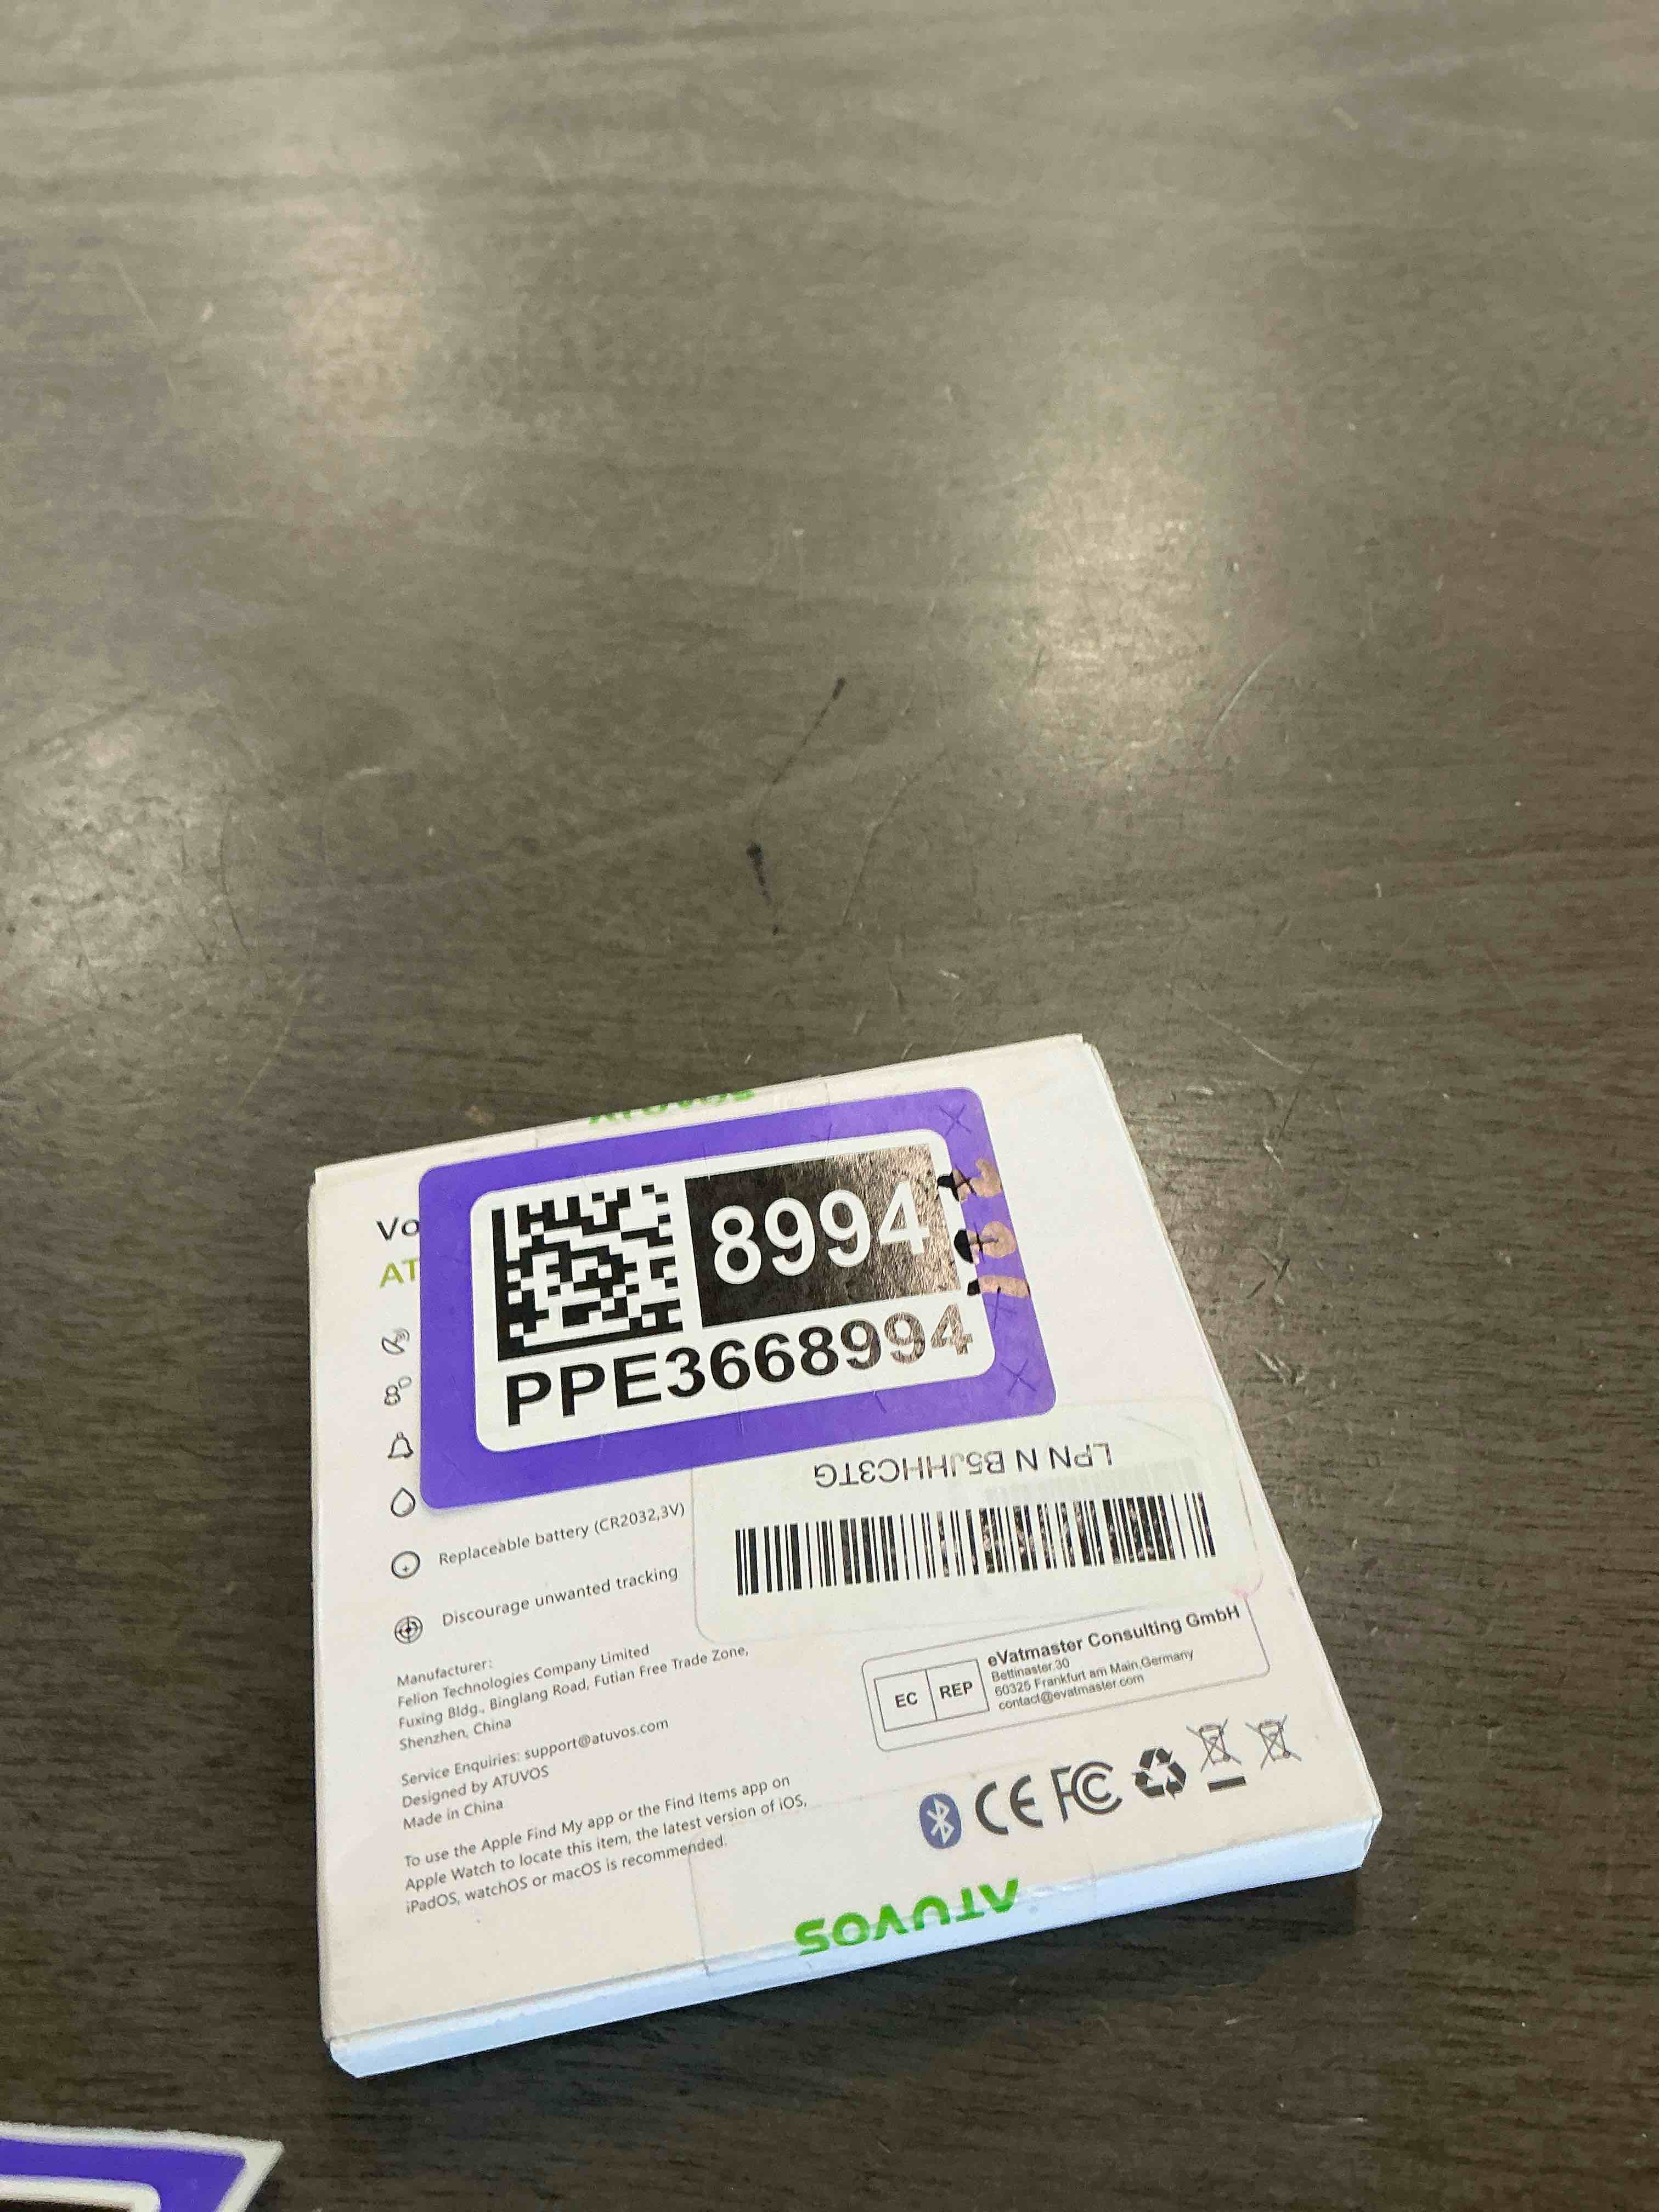 ATUVOS
Vo
AT
8994
PPE3668994
LPN N B5JHHC3TG
Replaceable battery (CR2032,3V)
Discourage unwanted tracking
Manufacturer:
Felion Technologies Company Limited
Fuxing Bldg., Binglang Road, Futian Free Trade Zone,
Shenzhen, China
Service Enquiries: support@atuvos.com
Designed by ATUVOS
Made in China
To use the Apple Find My app or the Find Items app on
Apple Watch to locate this item, the latest version of iOS,
iPadOS, watchOS or macOS is recommended.
EC REP
eVatmaster Consulting GmbH
Bettinastr.30
60325 Frankfurt am Main,Germany
contact@evatmaster.com
CE FC
ATUVOS